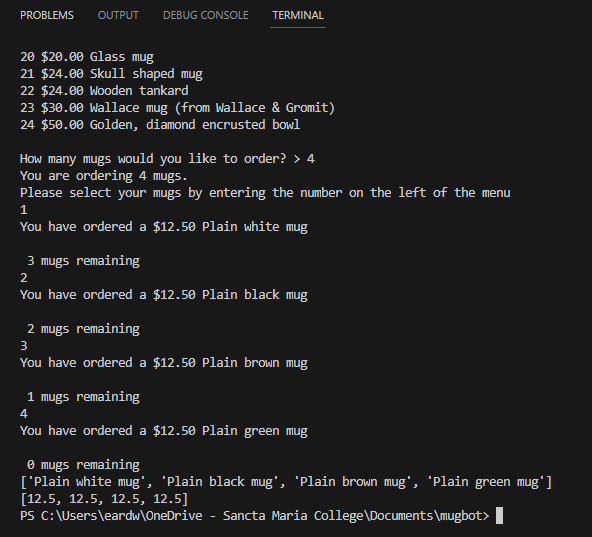 PROBLEMS OUTPUT DEBUG CONSOLE TERMINAL
20 $20.00 Glass mug
21 $24.00 Skull shaped mug
22 $24.00 Wooden tankard
23 $30.00 Wallace mug (from Wallace & Gromit)
24 $50.00 Golden, diamond encrusted bowl
How many mugs would you like to order? > 4
You are ordering 4 mugs.
Please select your mugs by entering the number on the left of the menu
1
You have ordered a $12.50 Plain white mug
3 mugs remaining
2
You have ordered a $12.50 Plain black mug
2 mugs remaining
3
You have ordered a $12.50 Plain brown mug
1 mugs remaining
4
You have ordered a $12.50 Plain green mug
0 mugs remaining
['Plain white mug', 'Plain black mug', 'Plain brown mug', 'Plain green mug']
[12.5, 12.5, 12.5, 12.5]
PS C:\Users\eardw\OneDrive - Sancta Maria College\Documents\mugbot>